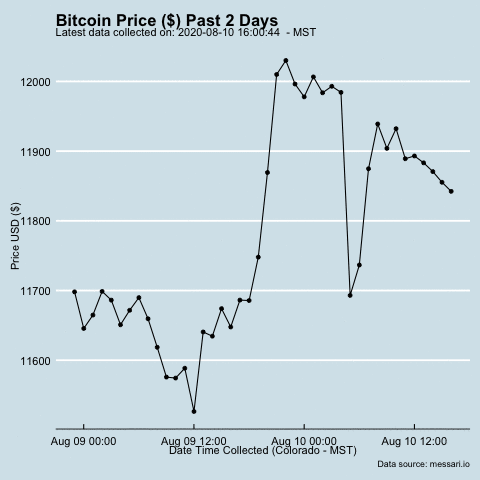 Bitcoin Price ($) Past 2 Days
Latest data collected on: 2020-08-10 16:00:44  - MST
12000
11900
11800
11700
11600
Price USD ($)
Aug 09 00:00 Aug 09 12:00 Aug 10 00:00 Aug 10 12:00
Date Time Collected (Colorado - MST)
Data source: messari.io